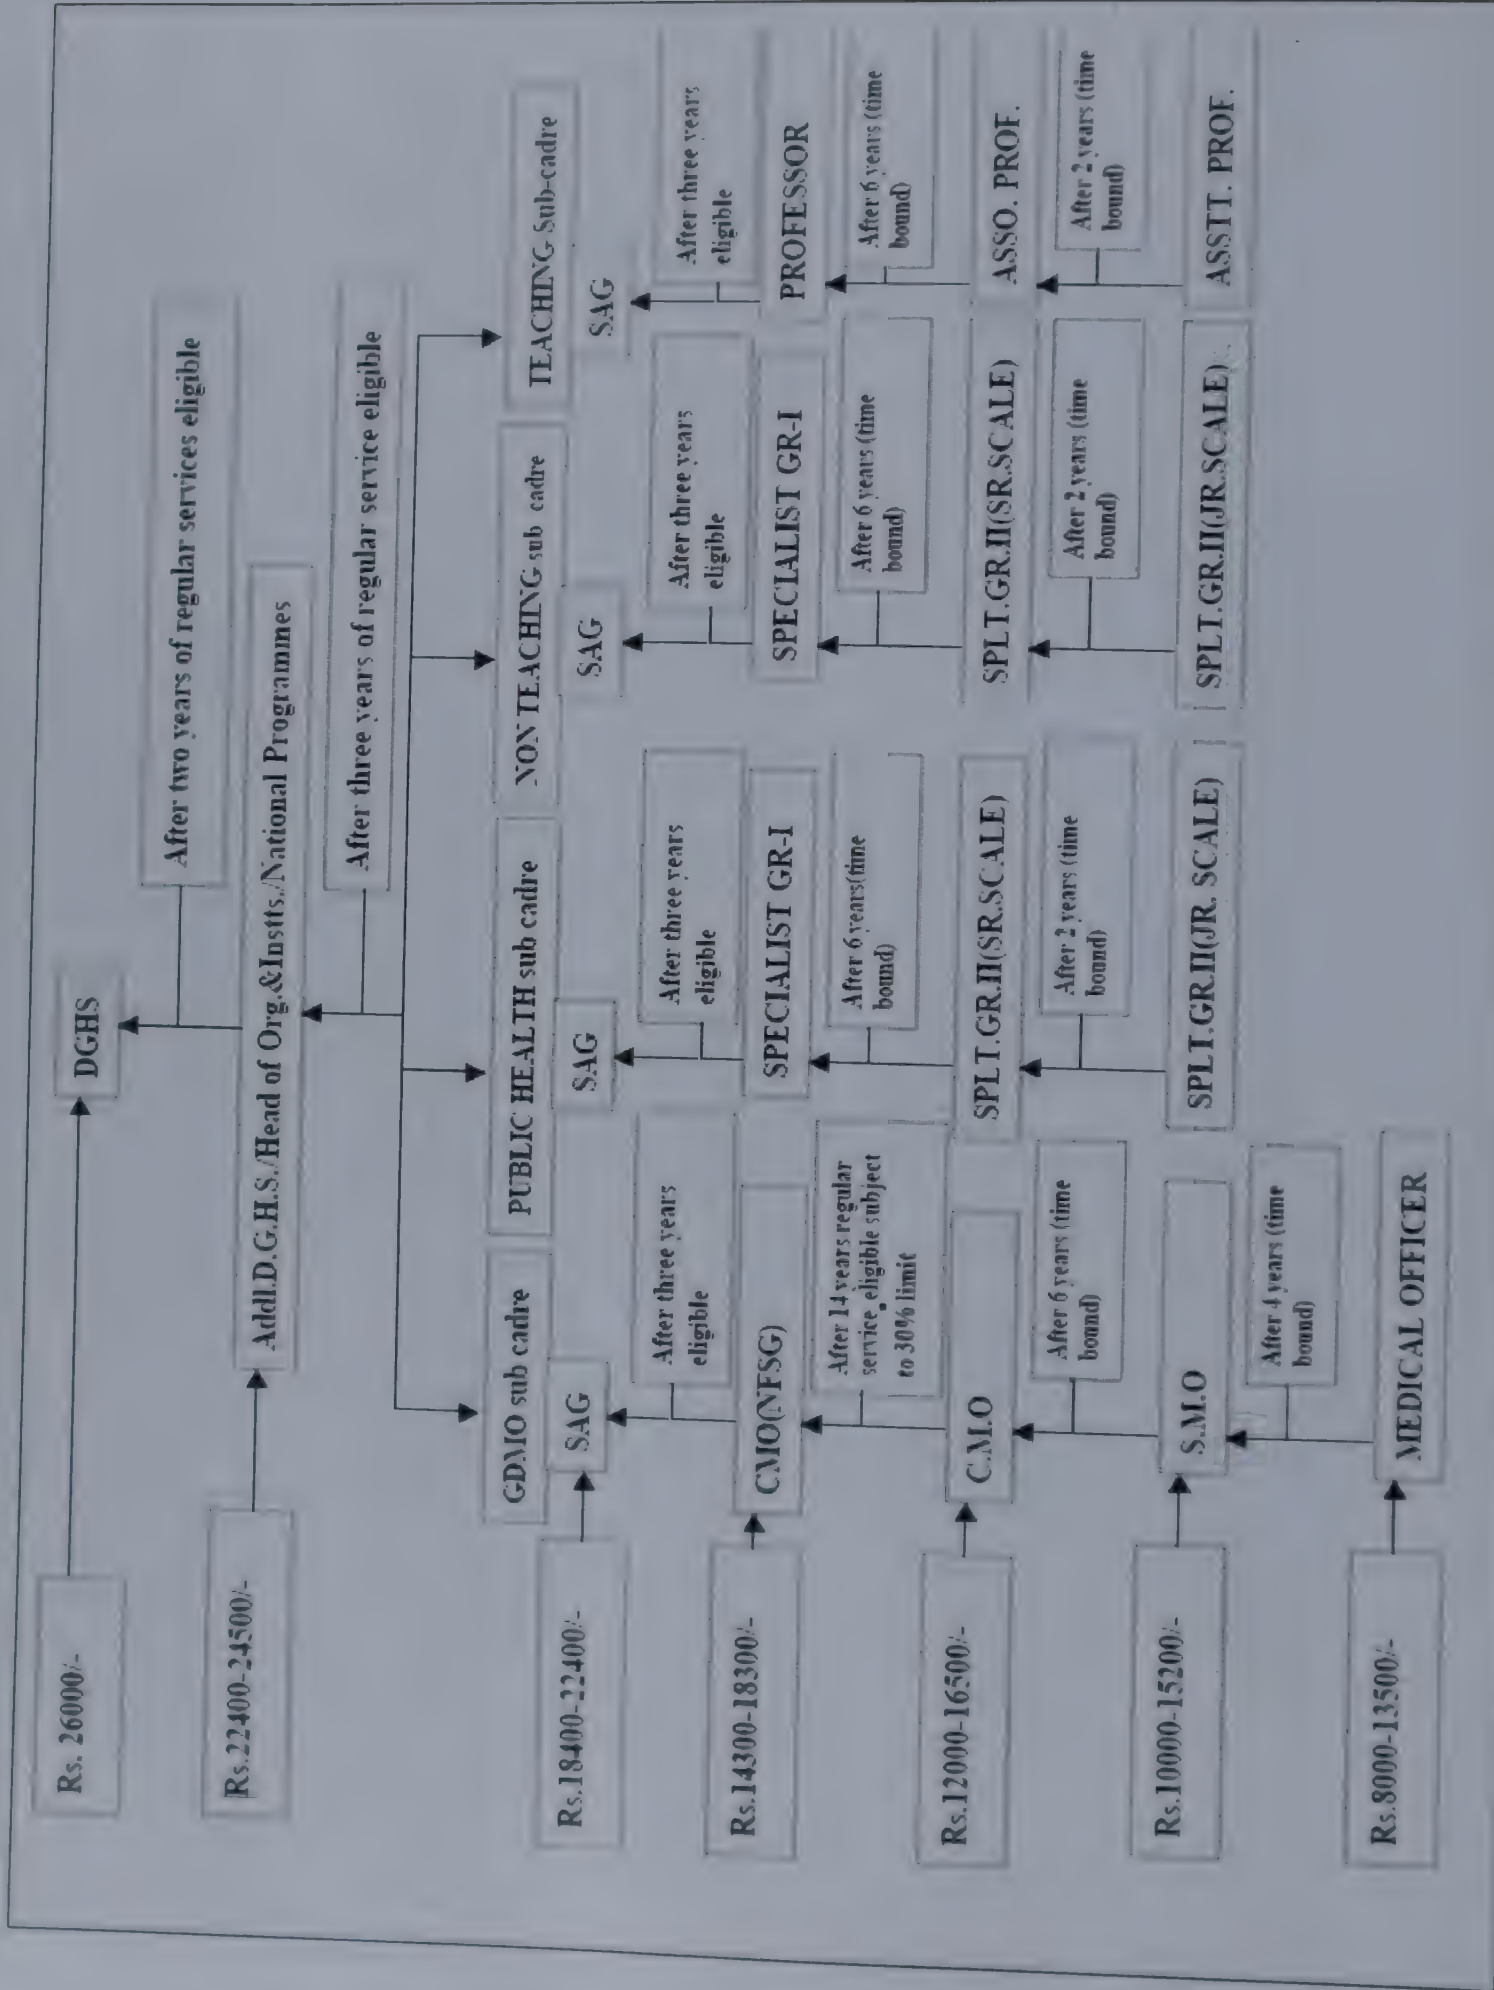 Rs. 26000/-
DGHS
After two years of regular services eligible
Rs.22400-24500/-
Addl.D.G.H.S./Head of Org.&Instts./National Programmes
After three years of regular service eligible
GDMO sub cadre
PUBLIC HEALTH sub cadre
NON TEACHING sub cadre
TEACHING Sub-cadre
Rs.18400-22400/-
SAG
SAG
SAG
SAG
After three years
eligible
After three years
eligible
After three years
eligible
After three years
eligible
Rs.14300-18300/-
CMO(NFSG)
SPECIALIST GR-I
SPECIALIST GR-I
PROFESSOR
After 14 years regular
service eligible subject
to 30% limit
After 6 years(time
bound)
After 6 years (time
bound)
After 6 years (time
bound)
Rs.12000-16500/-
C.M.O
SPLT.GR.II(SR.SCALE)
SPLT.GR.II(SR.SCALE)
ASSO. PROF.
After 6 years (time
bound)
After 2 years (time
bound)
After 2 years (time
bound)
After 2 years (time
bound)
Rs.10000-15200/-
S.M.O
SPLT.GR.II(JR. SCALE)
SPLT.GR.II(JR.SCALE)
ASSTT. PROF.
After 4 years (time
bound)
Rs.8000-13500/-
MEDICAL OFFICER